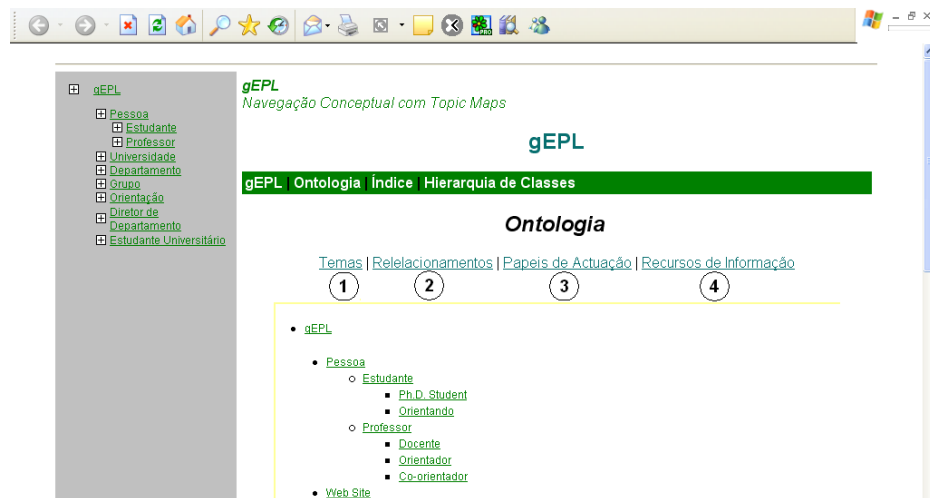 gEPL
Pessoa
Estudante
Professor
Universidade
Departamento
Grupo
Orientação
Diretor de
Departamento
Estudante Universitário
gEPL
Navegação Conceptual com Topic Maps
gEPL
gEPL | Ontologia | Índice | Hierarquia de Classes
Ontologia
Temas | Relelacionamentos | Papeis de Actuação | Recursos de Informação
1 2 3 4
gEPL
Pessoa
Estudante
Ph.D. Student
Orientando
Professor
Docente
Orientador
Co-orientador
Web Site